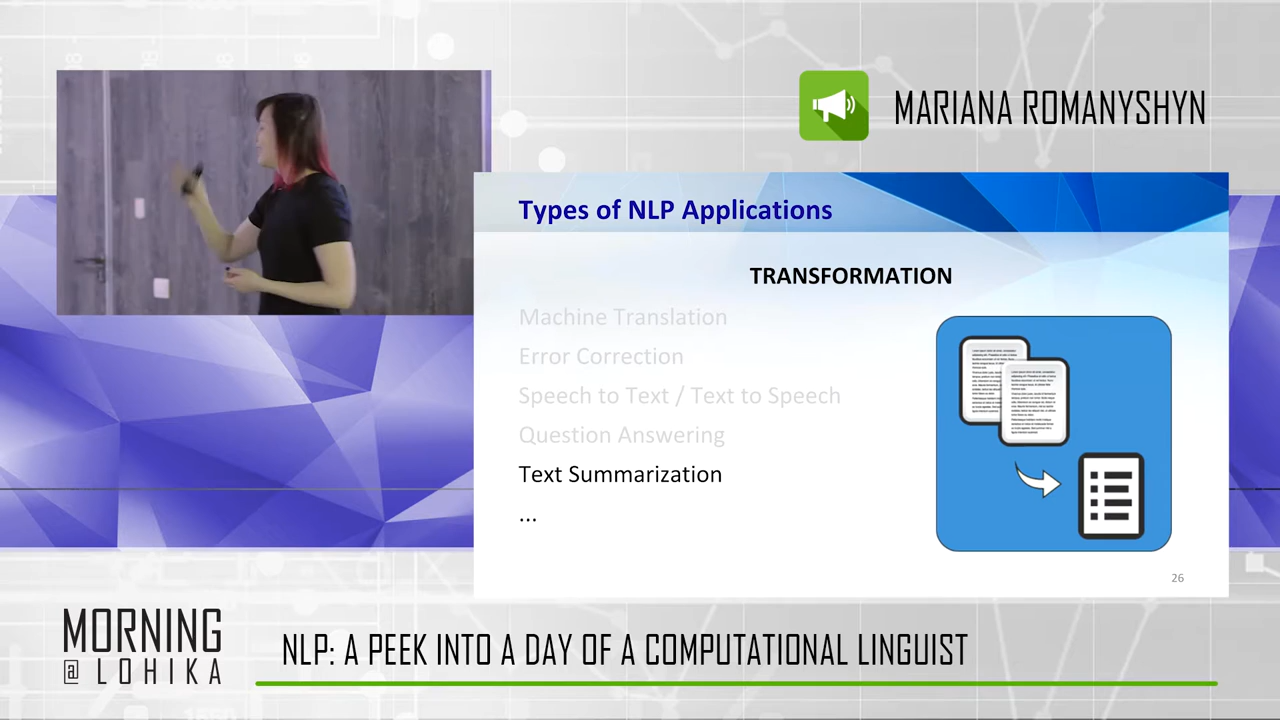 MARIANA ROMANYSHYN
Types of NLP Applications
TRANSFORMATION
Machine Translation
Error Correction
Speech to Text / Text to Speech
Question Answering
Text Summarization
...
26
MORNING
@ LOHIKA
NLP: A PEEK INTO A DAY OF A COMPUTATIONAL LINGUIST